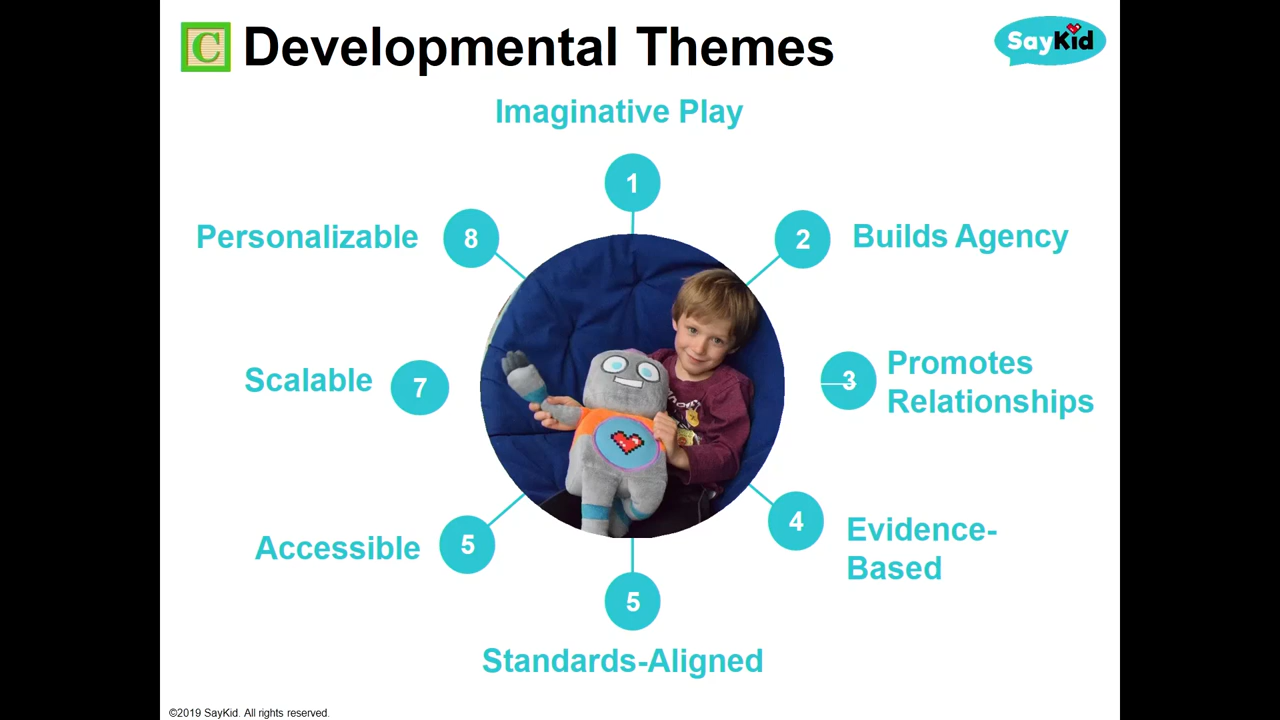 C Developmental Themes
SayKid
Imaginative Play
1
Personalizable 8
2 Builds Agency
Scalable 7
3 Promotes
Relationships
Accessible 5
4 Evidence-
Based
5
Standards-Aligned
©2019 SayKid. All rights reserved.